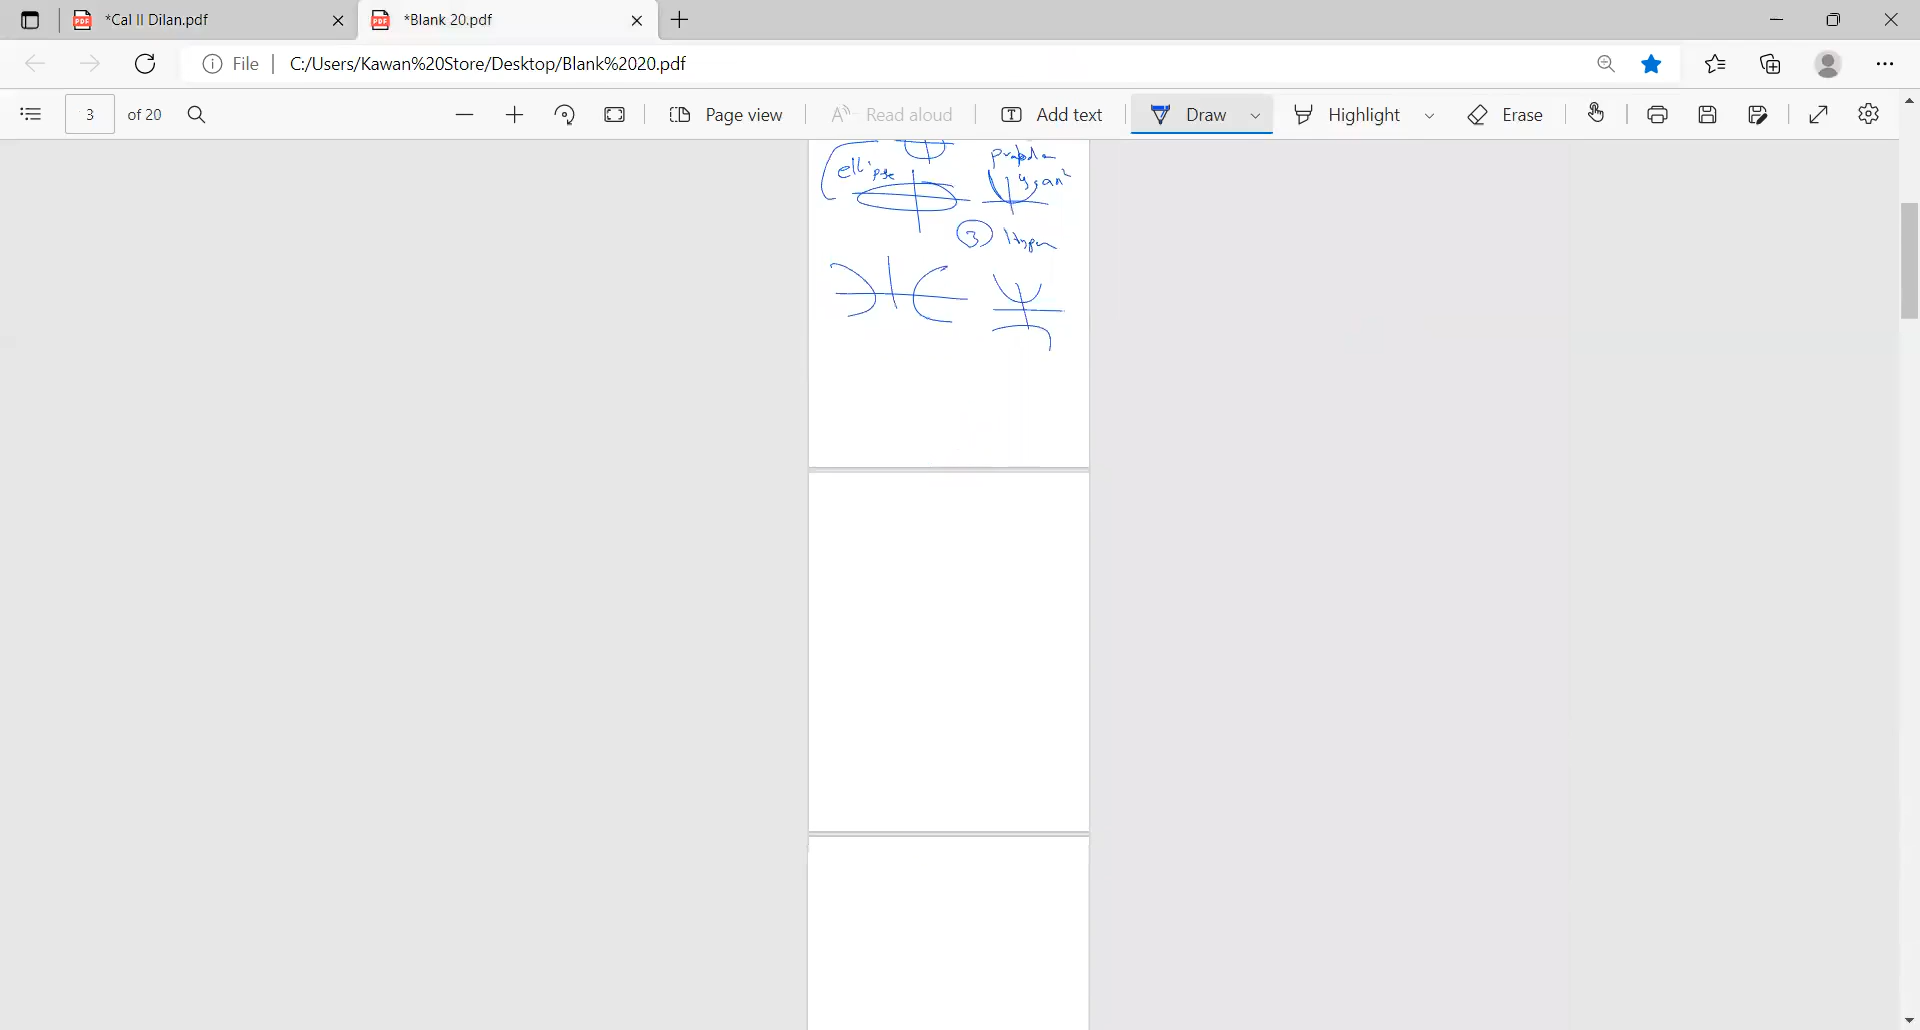 *Cal II Dilan.pdf
*Blank 20.pdf
File
C:/Users/Kawan%20Store/Desktop/Blank%2020.pdf
3 of 20
Page view
Read aloud
Add text
Draw
Highlight
Erase
ellipse
3